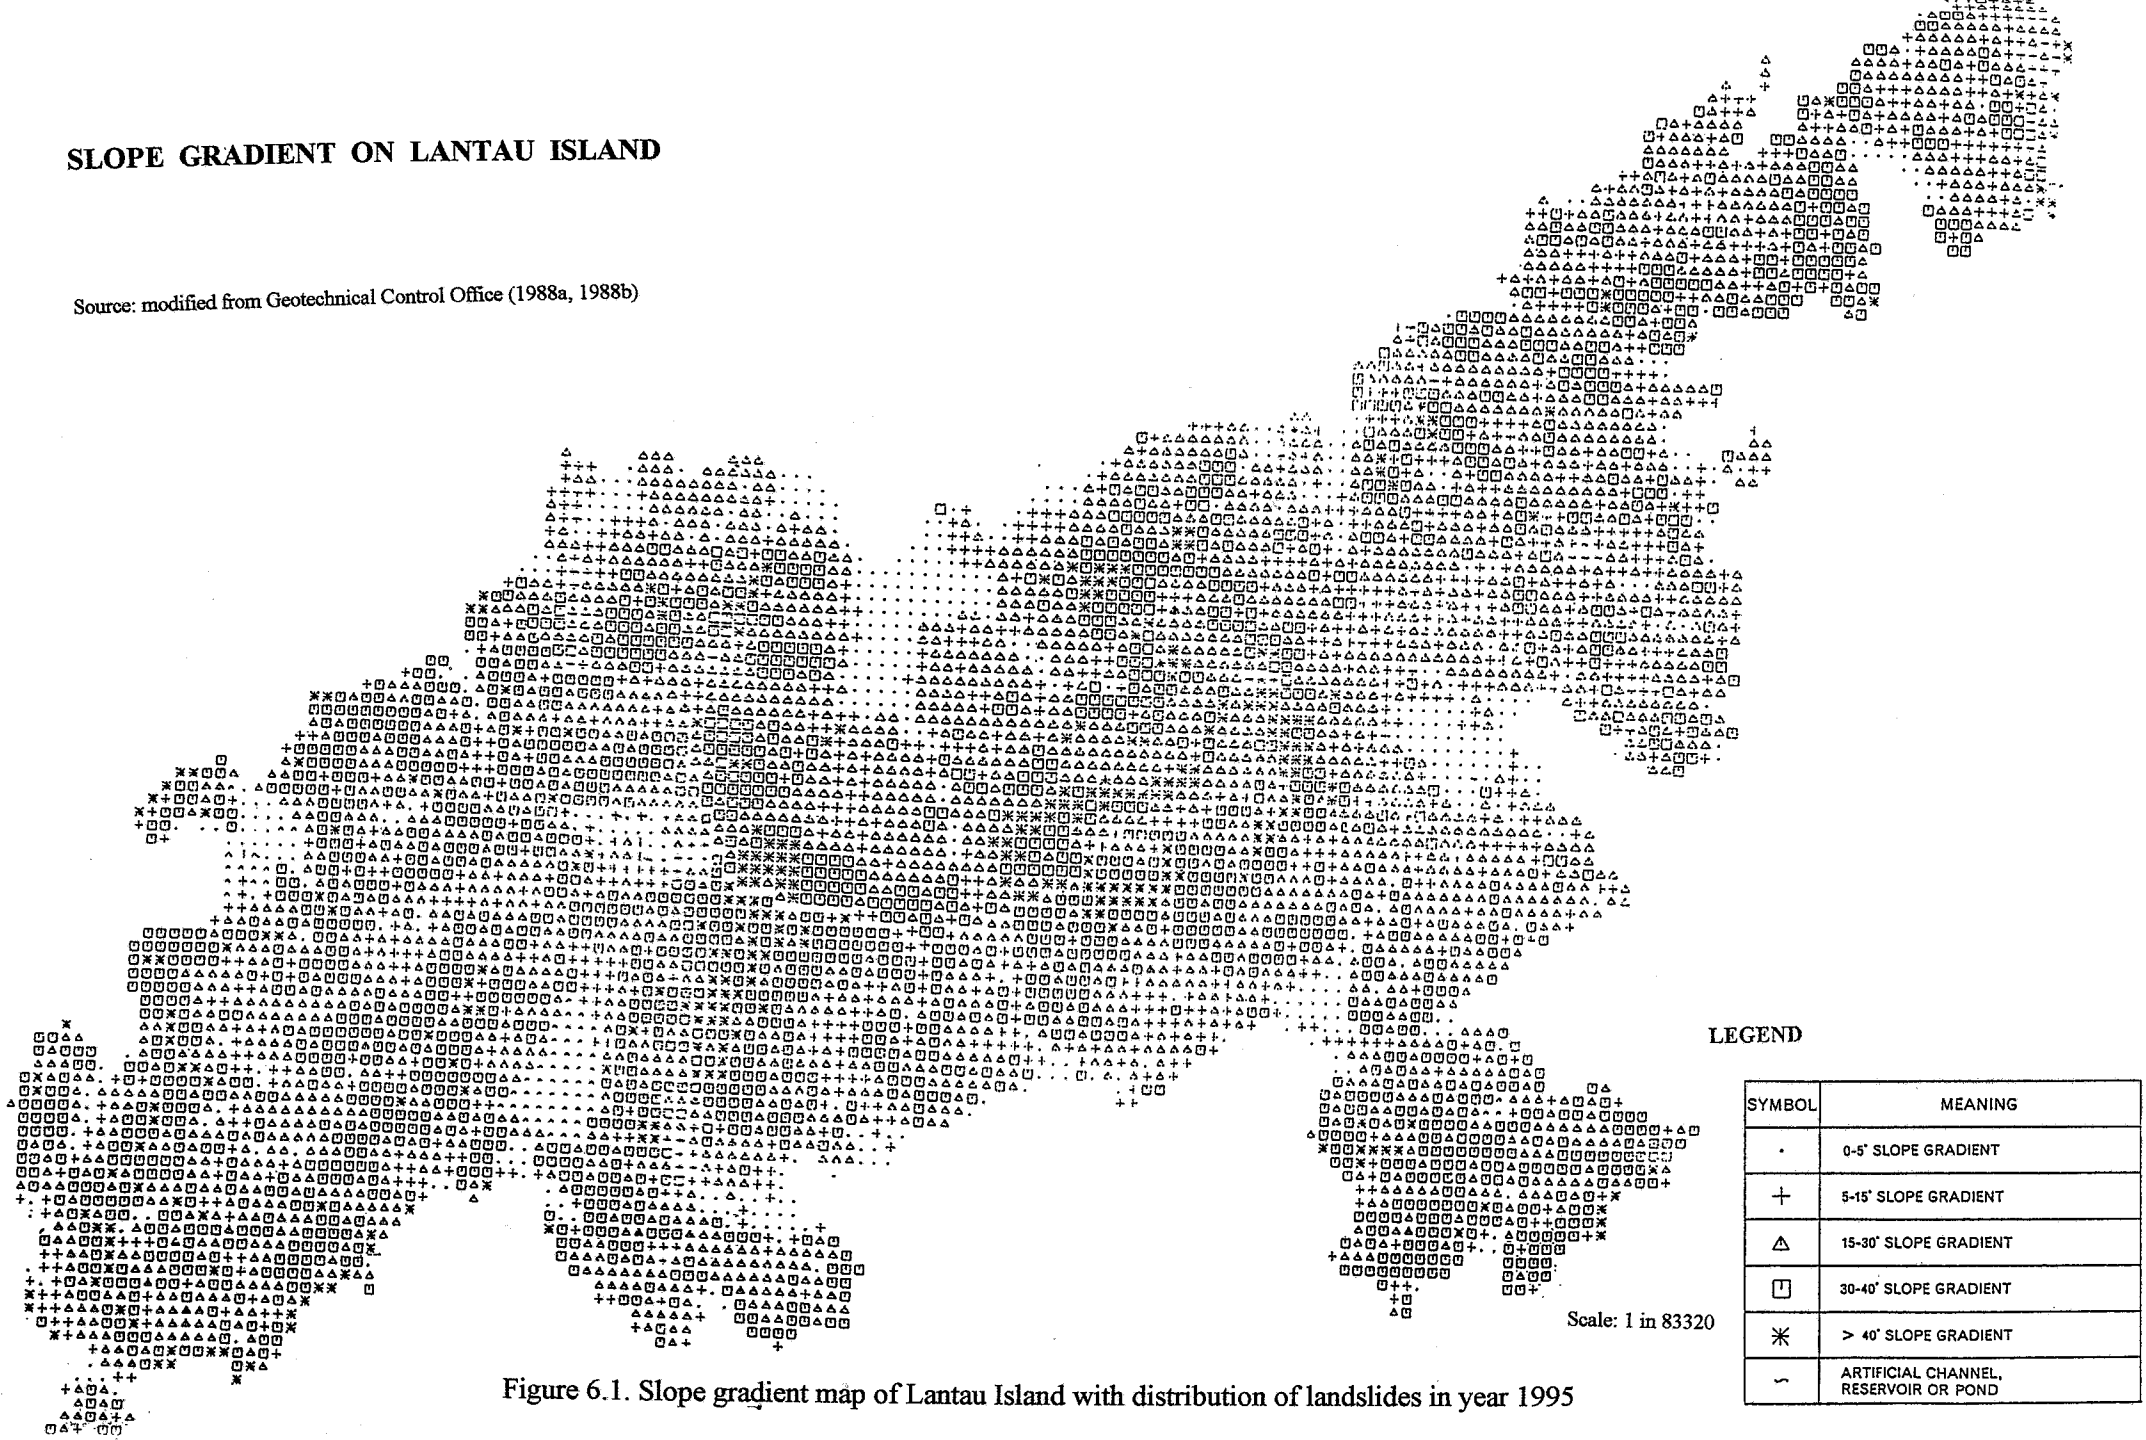 SLOPE GRADIENT ON LANTAU ISLAND
Source: modified from Geotechnical Control Office (1988a, 1988b)
LEGEND
SYMBOL MEANING
0-5° SLOPE GRADIENT
5-15° SLOPE GRADIENT
15-30° SLOPE GRADIENT
30-40° SLOPE GRADIENT
> 40° SLOPE GRADIENT
ARTIFICIAL CHANNEL,
RESERVOIR OR POND
Scale: 1 in 83320
Figure 6.1. Slope gradient map of Lantau Island with distribution of landslides in year 1995